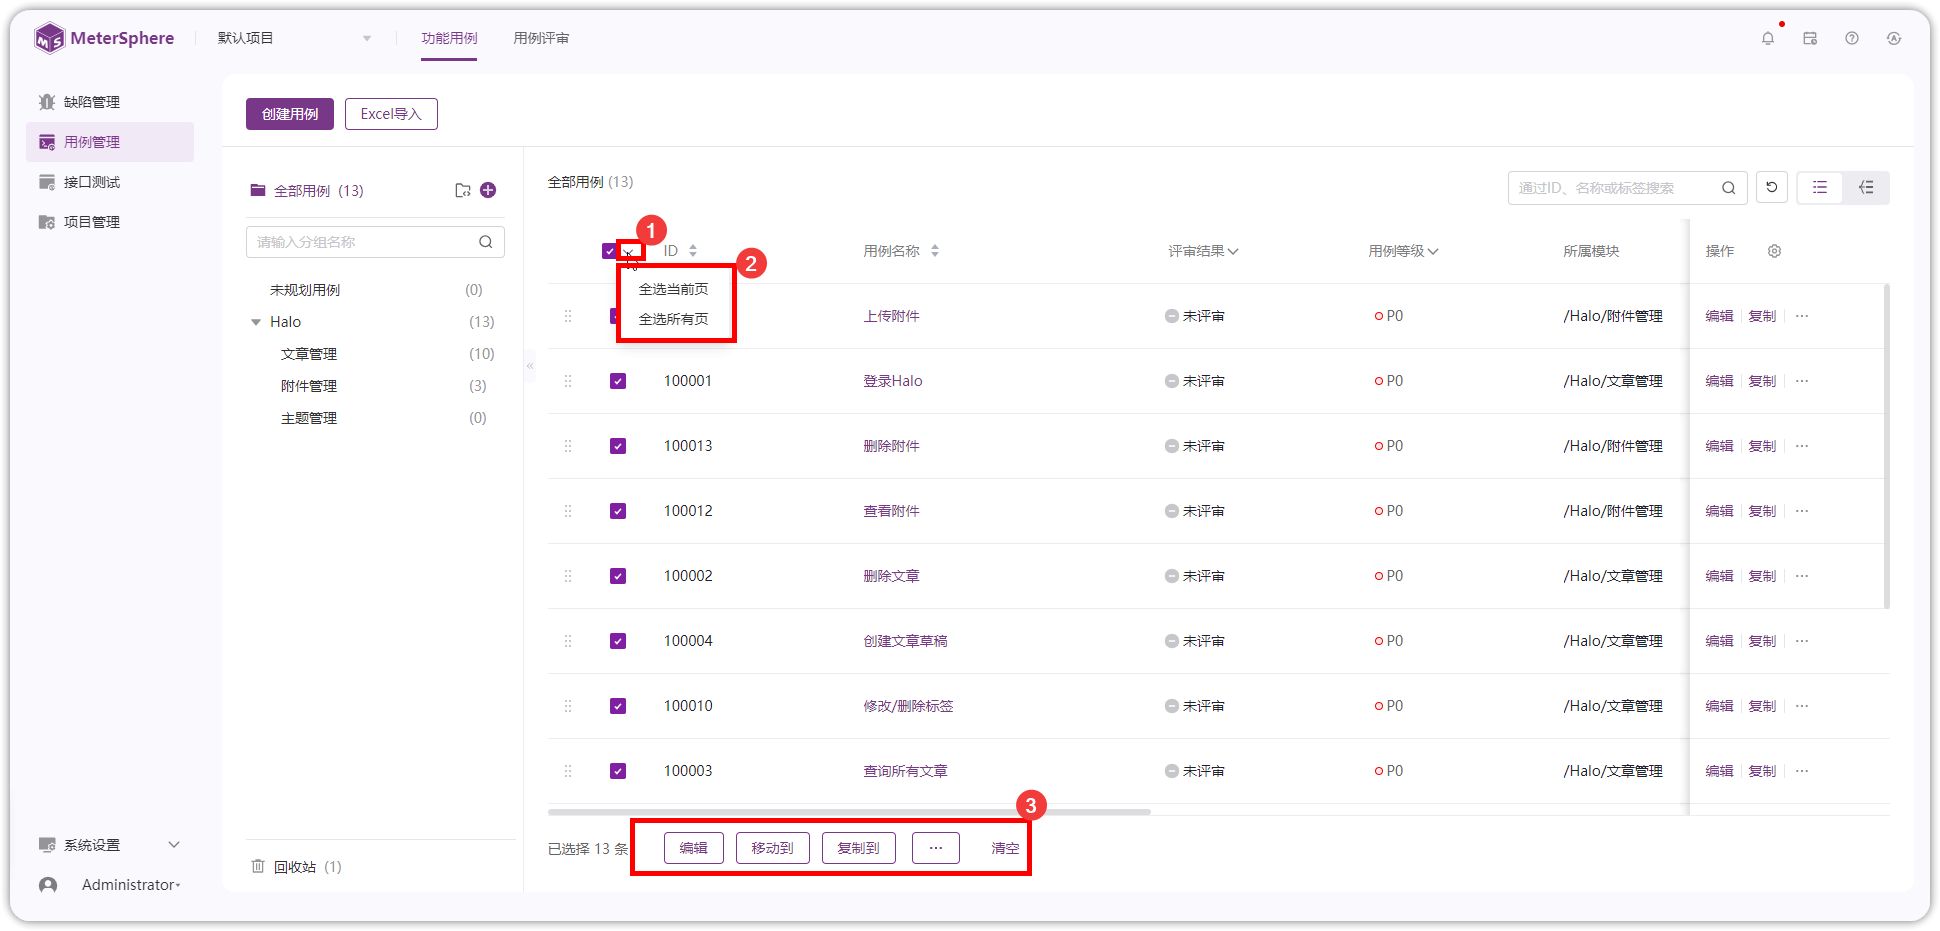 MeterSphere
默认项目
功能用例
用例评审
缺陷管理
用例管理
接口测试
项目管理
创建用例
Excel导入
全部用例 (13)
请输入分组名称
未规划用例 (0)
Halo (13)
文章管理 (10)
附件管理 (3)
主题管理 (0)
全部用例 (13)
通过ID、名称或标签搜索
1
2
ID 用例名称 评审结果 用例等级 所属模块 操作
全选当前页
全选所有页
上传附件 未评审 P0 /Halo/附件管理 编辑 复制 ...
100001 登录Halo 未评审 P0 /Halo/文章管理 编辑 复制 ...
100013 删除附件 未评审 P0 /Halo/附件管理 编辑 复制 ...
100012 查看附件 未评审 P0 /Halo/附件管理 编辑 复制 ...
100002 删除文章 未评审 P0 /Halo/文章管理 编辑 复制 ...
100004 创建文章草稿 未评审 P0 /Halo/文章管理 编辑 复制 ...
100010 修改/删除标签 未评审 P0 /Halo/文章管理 编辑 复制 ...
100003 查询所有文章 未评审 P0 /Halo/文章管理 编辑 复制 ...
3
已选择 13 条 编辑 移动到 复制到 ... 清空
系统设置
回收站 (1)
Administrator